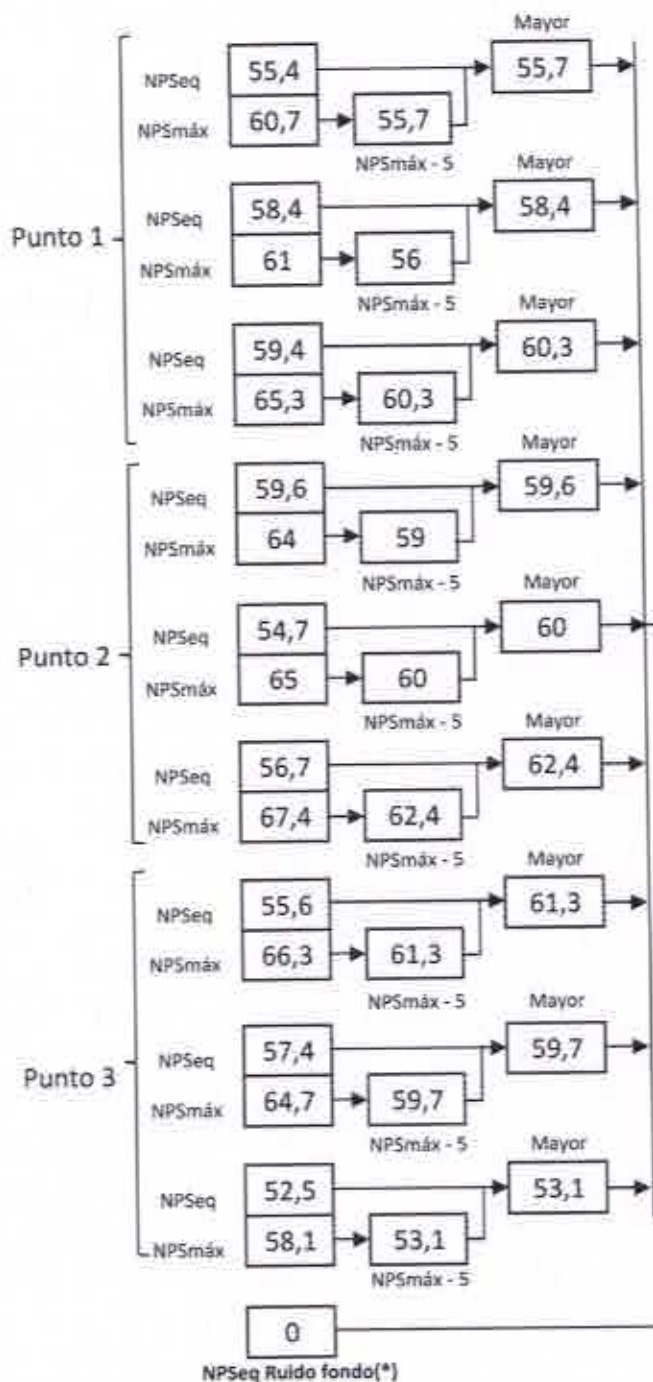 Mayor
NPSeq 55,4 55,7
NPSmáx 60,7 55,7
NPSmáx - 5
Mayor
NPSeq 58,4 58,4
Punto 1
NPSmáx 61 56
NPSmáx - 5
Mayor
NPSeq 59,4 60,3
NPSmáx 65,3 60,3
NPSmáx - 5
Mayor
NPSeq 59,6 59,6
NPSmáx 64 59
NPSmáx - 5
Mayor
NPSeq 54,7 60
Punto 2
NPSmáx 65 60
NPSmáx - 5
Mayor
NPSeq 56,7 62,4
NPSmáx 67,4 62,4
NPSmáx - 5
Mayor
NPSeq 55,6 61,3
NPSmáx 66,3 61,3
NPSmáx - 5
Mayor
NPSeq 57,4 59,7
Punto 3
NPSmáx 64,7 59,7
NPSmáx - 5
Mayor
NPSeq 52,5 53,1
NPSmáx 58,1 53,1
NPSmáx - 5
0
NPSeq Ruido fondo(*)